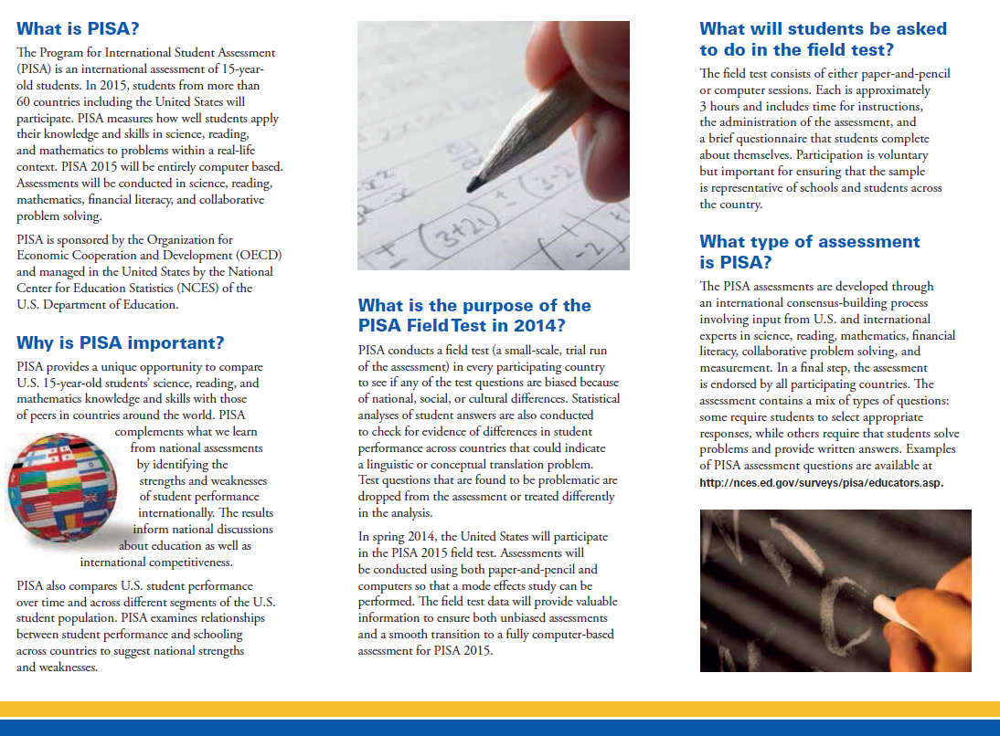 What is PISA?
The Program for International Student Assessment
(PISA) is an international assessment of 15-year-
old students. In 2015, students from more than
60 countries including the United States will
participate. PISA measures how well students apply
their knowledge and skills in science, reading,
and mathematics to problems within a real-life
context. PISA 2015 will be entirely computer based.
Assessments will be conducted in science, reading,
mathematics, financial literacy, and collaborative
problem solving.
PISA is sponsored by the Organization for
Economic Cooperation and Development (OECD)
and managed in the United States by the National
Center for Education Statistics (NCES) of the
U.S. Department of Education.
Why is PISA important?
PISA provides a unique opportunity to compare
U.S. 15-year-old students' science, reading, and
mathematics knowledge and skills with those
of peers in countries around the world. PISA
complements what we learn
from national assessments
by identifying the
strengths and weaknesses
of student performance
internationally. The results
inform national discussions
about education as well as
international competitiveness.
PISA also compares U.S. student performance
over time and across different segments of the U.S.
student population. PISA examines relationships
between student performance and schooling
across countries to suggest national strengths
and weaknesses.
(3+2i)
-2)
What is the purpose of the
PISA Field Test in 2014?
PISA conducts a field test (a small-scale, trial run
of the assessment) in every participating country
to see if any of the test questions are biased because
of national, social, or cultural differences. Statistical
analyses of student answers are also conducted
to check for evidence of differences in student
performance across countries that could indicate
a linguistic or conceptual translation problem.
Test questions that are found to be problematic are
dropped from the assessment or treated differently
in the analysis.
In spring 2014, the United States will participate
in the PISA 2015 field test. Assessments will
be conducted using both paper-and-pencil and
computers so that a mode effects study can be
performed. The field test data will provide valuable
information to ensure both unbiased assessments
and a smooth transition to a fully computer-based
assessment for PISA 2015.
What will students be asked
to do in the field test?
The field test consists of either paper-and-pencil
or computer sessions. Each is approximately
3 hours and includes time for instructions,
the administration of the assessment, and
a brief questionnaire that students complete
about themselves. Participation is voluntary
but important for ensuring that the sample
is representative of schools and students across
the country.
What type of assessment
is PISA?
The PISA assessments are developed through
an international consensus-building process
involving input from U.S. and international
experts in science, reading, mathematics, financial
literacy, collaborative problem solving, and
measurement. In a final step, the assessment
is endorsed by all participating countries. The
assessment contains a mix of types of questions:
some require students to select appropriate
responses, while others require that students solve
problems and provide written answers. Examples
of PISA assessment questions are available at
http://nces.ed.gov/surveys/pisa/educators.asp.